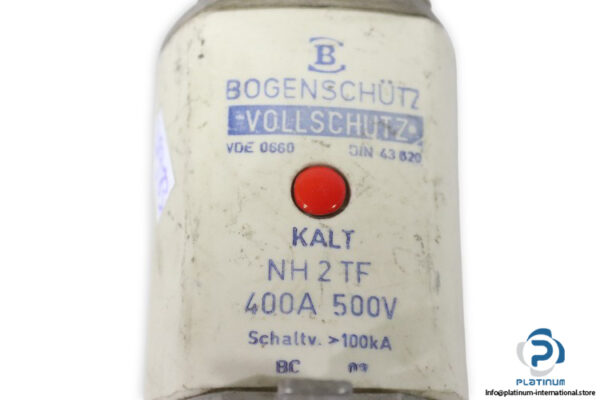 B
BOGENSCHÜTZ
"VOLLSCHUTZ"
VDE 0660 DIN 43 620
KALT
NH 2 TF
400A 500V
Schaltv. >100kA
BC
PLATINUM
https://platinum-international.store